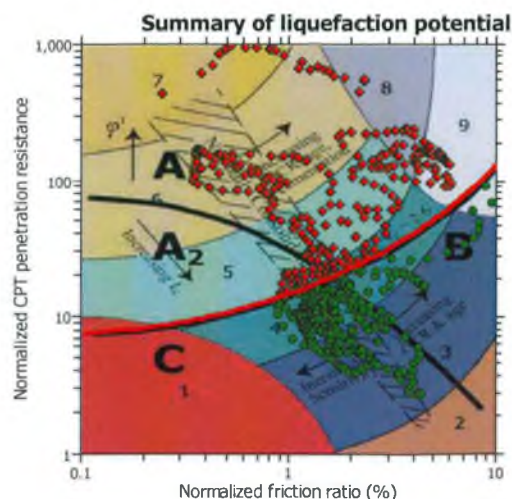 Summary of liquefaction potential
1,000
7
8
9
φ'
A
100
6
A2
Increasing Ic
B
5
10
C
1
3
2
1
0.1
1
10
Normalized CPT penetration resistance
Normalized friction ratio (%)